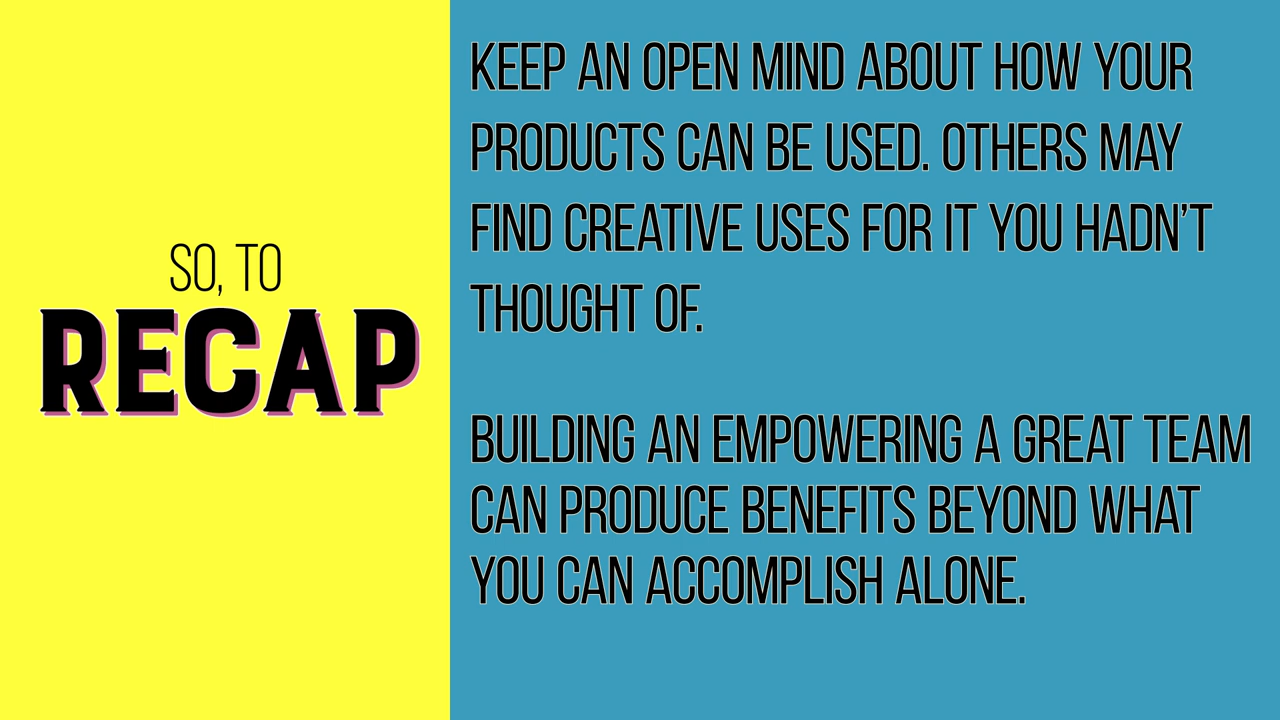 SO, TO
RECAP
KEEP AN OPEN MIND ABOUT HOW YOUR
PRODUCTS CAN BE USED. OTHERS MAY
FIND CREATIVE USES FOR IT YOU HADN’T
THOUGHT OF.
BUILDING AN EMPOWERING A GREAT TEAM
CAN PRODUCE BENEFITS BEYOND WHAT
YOU CAN ACCOMPLISH ALONE.